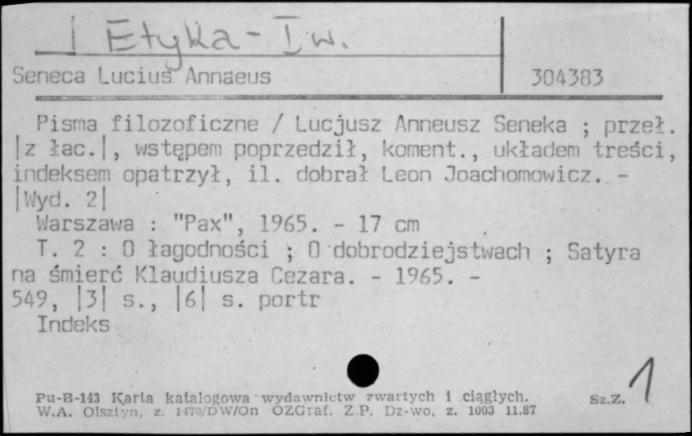 Etyka - I w.
Seneca Lucius Annaeus 304383
Pisma filozoficzne / Lucjusz Anneusz Seneka ; przeł.
|z łac.|, wstępem poprzedził, koment., układem treści,
indeksem opatrzył, il. dobrał Leon Joachomowicz. -
|Wyd. 2|
Warszawa : "Pax", 1965. - 17 cm
T. 2 : O łagodności ; O dobrodziejstwach ; Satyra
na śmierć Klaudiusza Cezara. - 1965. -
549, |3| s., |6| s. portr
Indeks
Pu-B-143 Karta katalogowa wydawnictw zwartych i ciągłych. Sz.Z. 1
W.A. Olsztyn, z. 1470/DW/On OZGraf. Z.P. Dz-wo, z. 1003 11.87